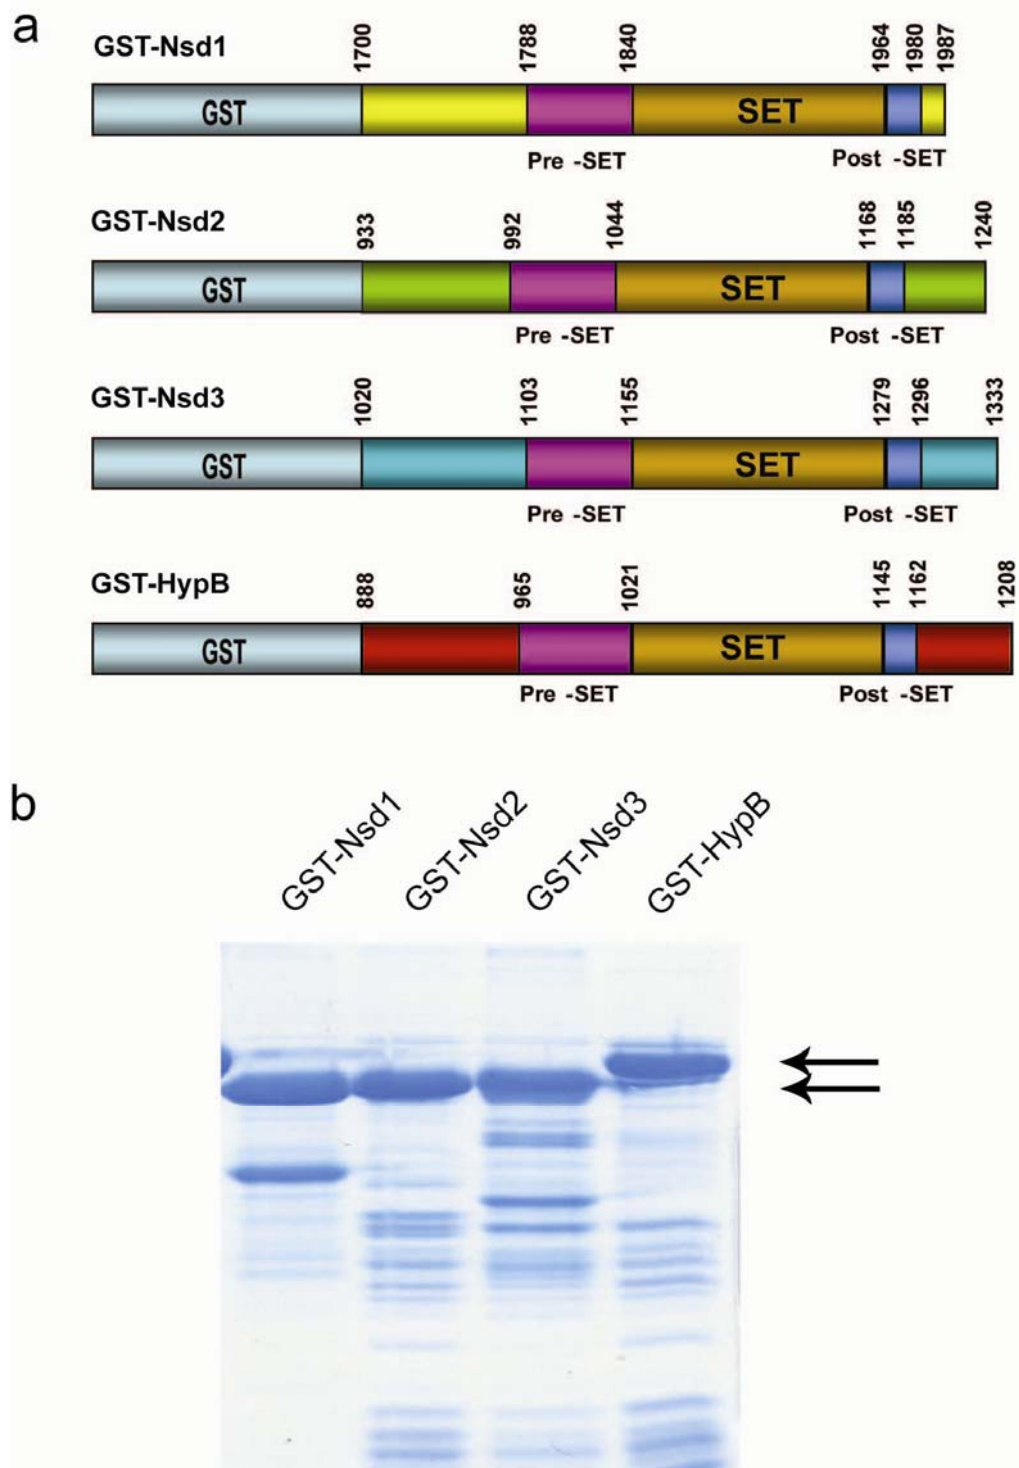 a
GST-Nsd1
1700 1788 1840 1964 1980 1987
GST SET
Pre -SET Post -SET
GST-Nsd2
933 992 1044 1168 1185 1240
GST SET
Pre -SET Post -SET
GST-Nsd3
1020 1103 1155 1279 1296 1333
GST SET
Pre -SET Post -SET
GST-HypB
888 965 1021 1145 1162 1208
GST SET
Pre -SET Post -SET
b
GST-Nsd1 GST-Nsd2 GST-Nsd3 GST-HypB